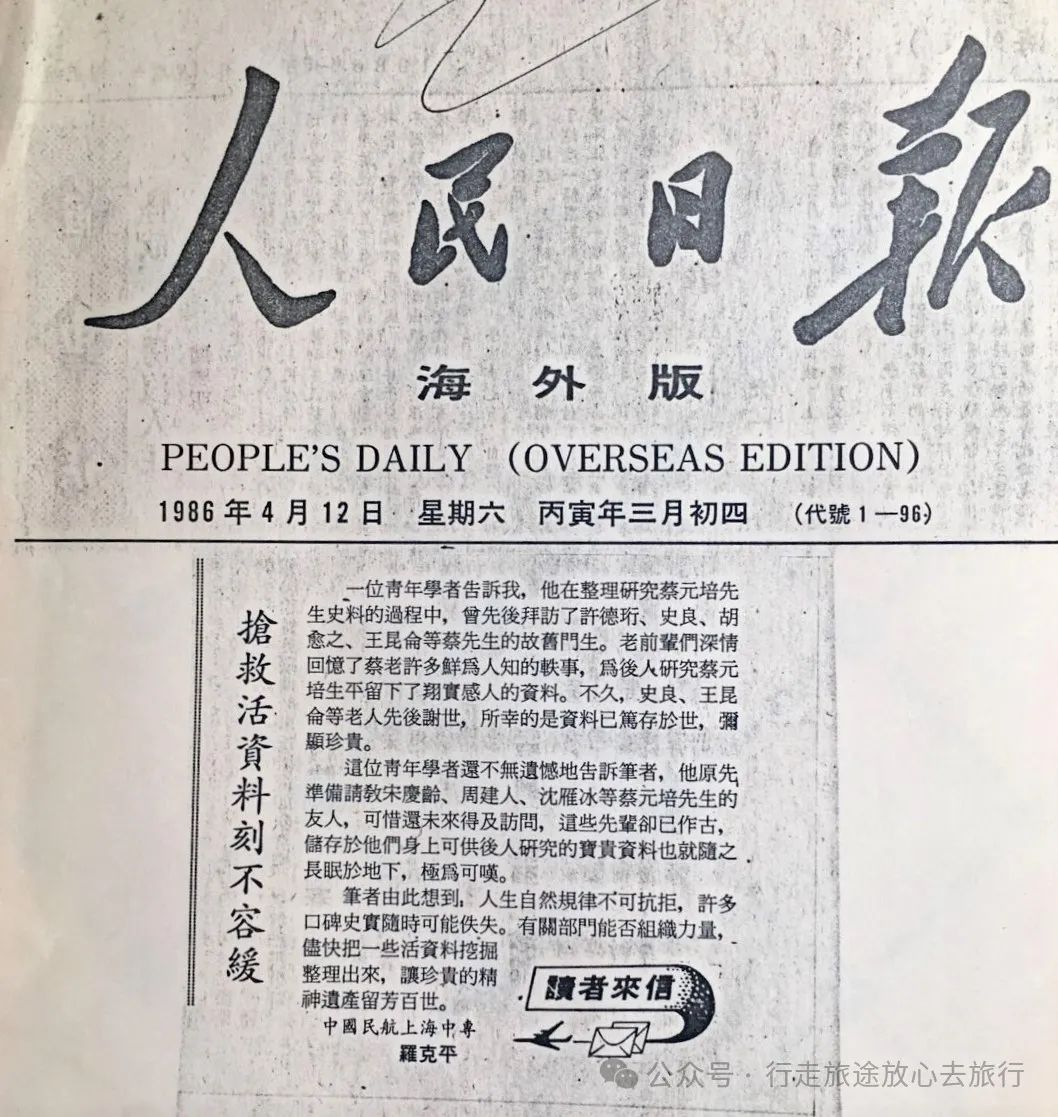 人民日報
海外版
PEOPLE'S DAILY (OVERSEAS EDITION)
1986年4月12日 星期六 丙寅年三月初四 (代號1—96)
搶救活資料刻不容緩
一位靑年學者告訴我，他在整理硏究蔡元培先
生史料的過程中，曾先後拜訪了許德珩、史良、胡
愈之、王昆侖等蔡先生的故舊門生。老前輩們深情
回憶了蔡老許多鮮爲人知的軼事，爲後人硏究蔡元
培生平留下了翔實感人的資料。不久，史良、王昆
侖等老人先後謝世，所幸的是資料已篤存於世，彌
顯珍貴。
這位靑年學者還不無遺憾地告訴筆者，他原先
準備請敎宋慶齡、周建人、沈雁冰等蔡元培先生的
友人，可惜還未來得及訪問，這些先輩卻已作古，
儲存於他們身上可供後人硏究的寶貴資料也就隨之
長眠於地下，極爲可嘆。
筆者由此想到，人生自然規律不可抗拒，許多
口碑史實隨時可能佚失。有關部門能否組織力量，
儘快把一些活資料挖掘
整理出來，讓珍貴的精
神遺產留芳百世。
中國民航上海中專
羅克平
讀者來信
公众号 · 行走旅途放心去旅行